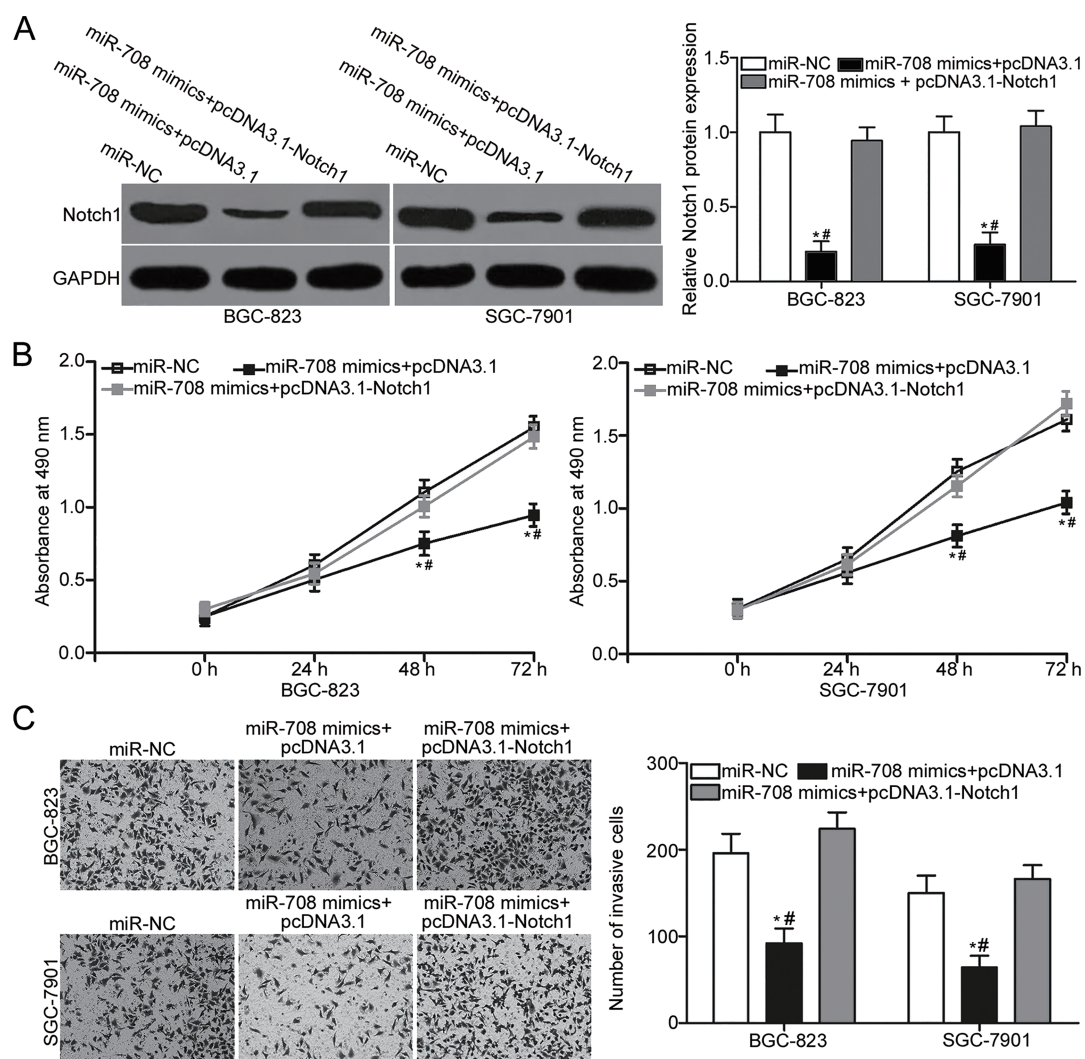 A
miR-708 mimics+pcDNA3.1-Notch1
miR-708 mimics+pcDNA3.1
miR-NC
miR-708 mimics+pcDNA3.1-Notch1
miR-708 mimics+pcDNA3.1
miR-NC
Notch1
GAPDH
BGC-823
SGC-7901
Relative Notch1 protein expression
1.5
1.0
0.5
0.0
miR-NC
miR-708 mimics+pcDNA3.1
miR-708 mimics + pcDNA3.1-Notch1
*#
*#
BGC-823
SGC-7901
B
Absorbance at 490 nm
2.0
1.5
1.0
0.5
0.0
miR-NC
miR-708 mimics+pcDNA3.1
miR-708 mimics+pcDNA3.1-Notch1
*#
*#
0 h
24 h
48 h
72 h
BGC-823
Absorbance at 490 nm
2.0
1.5
1.0
0.5
0.0
miR-NC
miR-708 mimics+pcDNA3.1
miR-708 mimics+pcDNA3.1-Notch1
*#
*#
0 h
24 h
48 h
72 h
SGC-7901
C
miR-NC
miR-708 mimics+
pcDNA3.1
miR-708 mimics+
pcDNA3.1-Notch1
BGC-823
miR-NC
miR-708 mimics+
pcDNA3.1
miR-708 mimics+
pcDNA3.1-Notch1
SGC-7901
Number of invasive cells
300
200
100
0
miR-NC
miR-708 mimics+pcDNA3.1
miR-708 mimics+pcDNA3.1-Notch1
*#
*#
BGC-823
SGC-7901